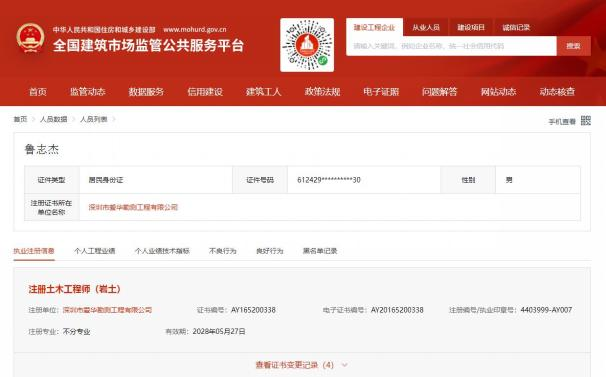 中华人民共和国住房和城乡建设部 www.mohurd.gov.cn
全国建筑市场监管公共服务平台
建设工程企业 从业人员 建设项目 诚信记录
请输入关键词，例如企业名称、统一社会信用代码 搜索
首页 监管动态 数据服务 信用建设 建筑工人 政策法规 电子证照 问题解答 网站动态 动态核查
首页 > 人员数据 > 人员列表 > 手机查看
鲁志杰
证件类型 居民身份证 证件号码 612429**********30 性别 男
注册证书所在
单位名称 深圳市爱华勘测工程有限公司
执业注册信息 个人工程业绩 个人业绩技术指标 不良行为 良好行为 黑名单记录
注册土木工程师（岩土）
注册单位：深圳市爱华勘测工程有限公司 证书编号：AY165200338 电子证书编号：AY20165200338 注册编号/执业印章号：4403999-AY007
注册专业：不分专业 有效期：2028年05月27日
查看证书变更记录（4）